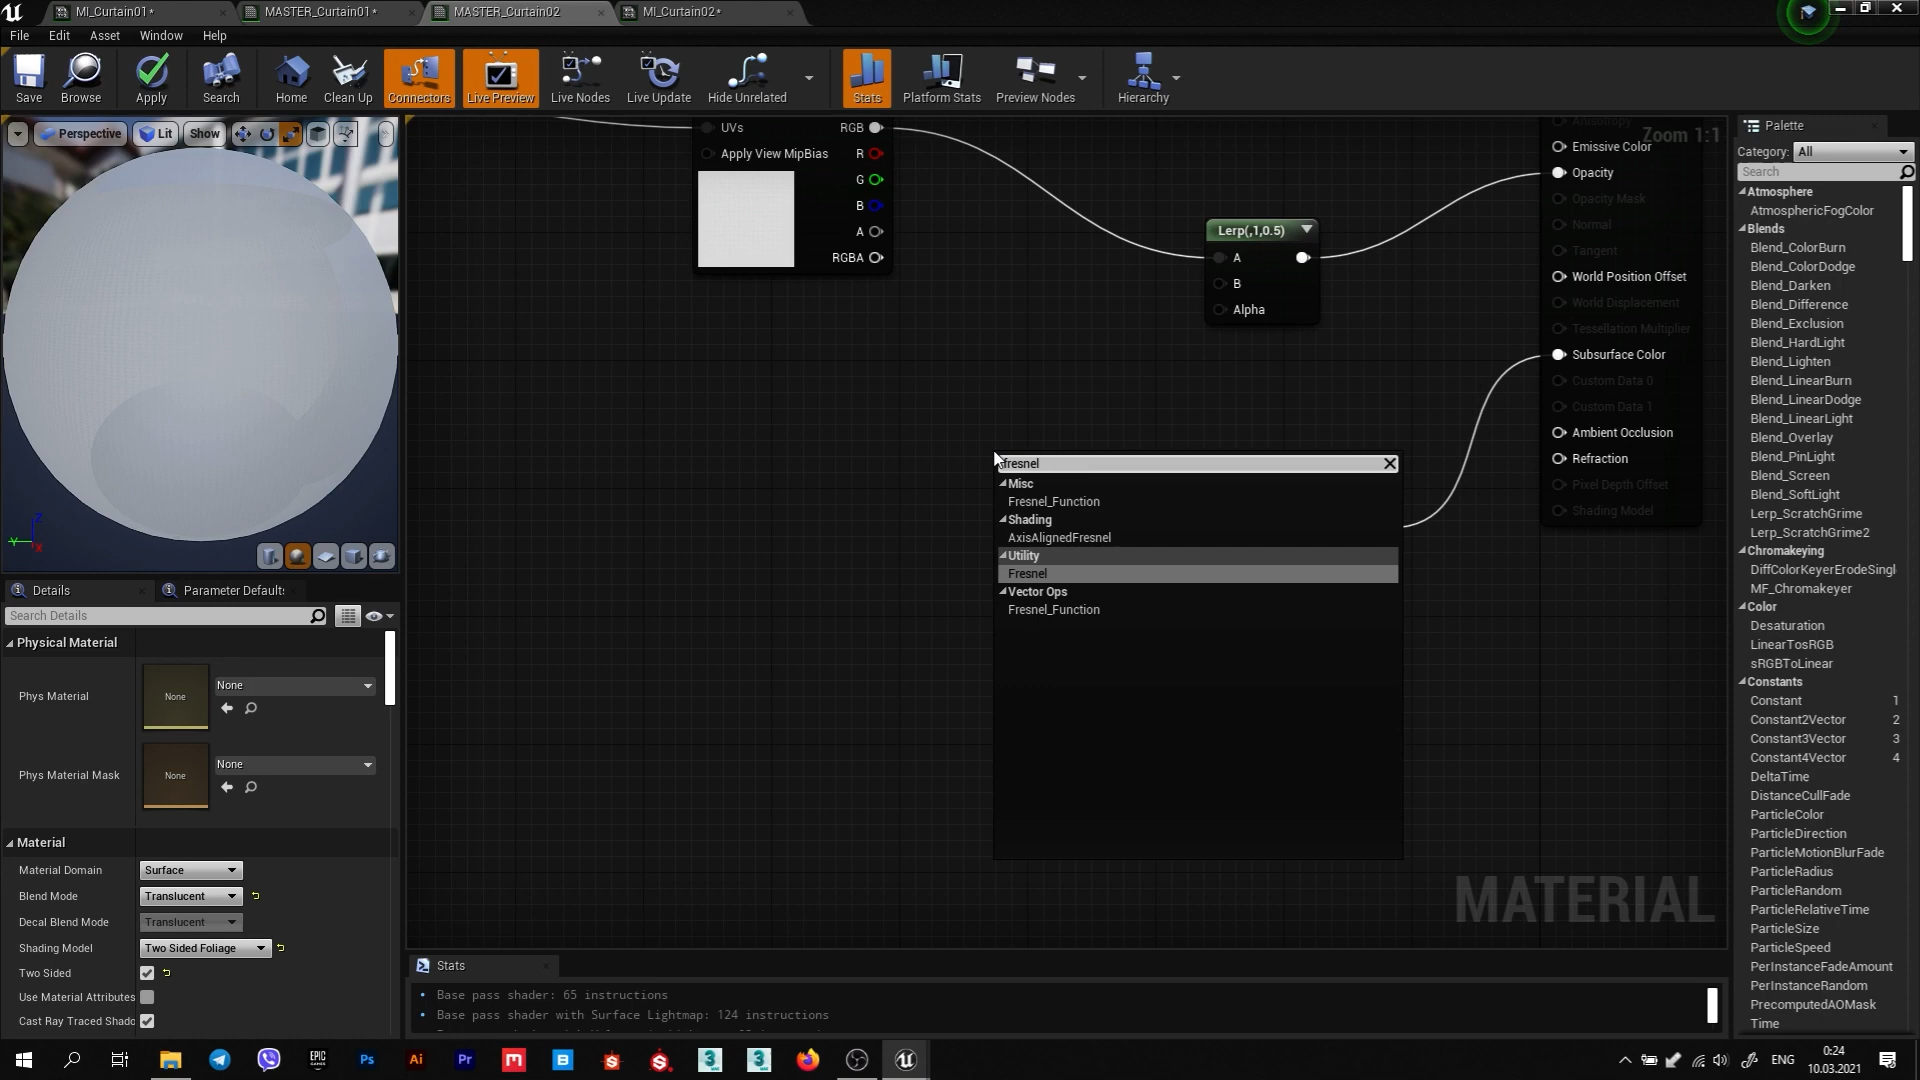 MI_Curtain01*
MASTER_Curtain01*
MASTER_Curtain02
MI_Curtain02*
File Edit Asset Window Help
Save Browse Apply Search Home Clean Up Connectors Live Preview Live Nodes Live Update Hide Unrelated Stats Platform Stats Preview Nodes Hierarchy
Perspective Lit Show
Z
Y
X
UVs RGB
Apply View MipBias R
G
B
A
RGBA
Zoom 1:1
Lerp(,1,0.5)
A
B
Alpha
Anisotropy
Emissive Color
Opacity
Opacity Mask
Normal
Tangent
World Position Offset
World Displacement
Tessellation Multiplier
Subsurface Color
Custom Data 0
Custom Data 1
Ambient Occlusion
Refraction
Pixel Depth Offset
Shading Model
fresnel
Misc
Fresnel_Function
Shading
AxisAlignedFresnel
Utility
Fresnel
Vector Ops
Fresnel_Function
MATERIAL
Details
Parameter Defaults
Search Details
Physical Material
Phys Material None None
Phys Material Mask None None
Material
Material Domain Surface
Blend Mode Translucent
Decal Blend Mode Translucent
Shading Model Two Sided Foliage
Two Sided
Use Material Attributes
Cast Ray Traced Shado
Stats
• Base pass shader: 65 instructions
• Base pass shader with Surface Lightmap: 124 instructions
Palette
Category: All
Search
Atmosphere
AtmosphericFogColor
Blends
Blend_ColorBurn
Blend_ColorDodge
Blend_Darken
Blend_Difference
Blend_Exclusion
Blend_HardLight
Blend_Lighten
Blend_LinearBurn
Blend_LinearDodge
Blend_LinearLight
Blend_Overlay
Blend_PinLight
Blend_Screen
Blend_SoftLight
Lerp_ScratchGrime
Lerp_ScratchGrime2
Chromakeying
DiffColorKeyerErodeSingl
MF_Chromakeyer
Color
Desaturation
LinearTosRGB
sRGBToLinear
Constants
Constant 1
Constant2Vector 2
Constant3Vector 3
Constant4Vector 4
DeltaTime
DistanceCullFade
ParticleColor
ParticleDirection
ParticleMotionBlurFade
ParticleRadius
ParticleRandom
ParticleRelativeTime
ParticleSize
ParticleSpeed
PerInstanceFadeAmount
PerInstanceRandom
PrecomputedAOMask
Time
EPIC GAMES
Ps
Ai
Pr
ENG
0:24
10.03.2021